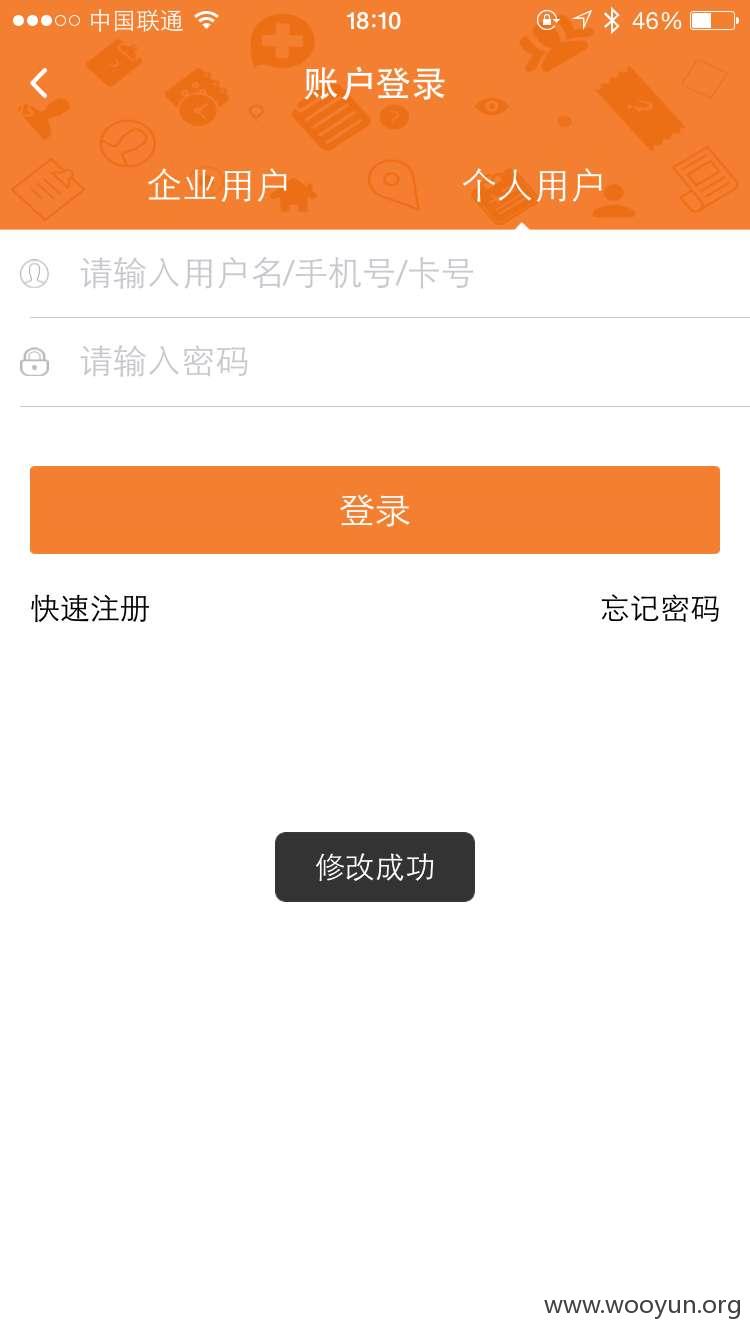 中国联通 18:10 46%
账户登录
企业用户 个人用户
请输入用户名/手机号/卡号
请输入密码
登录
快速注册 忘记密码
修改成功
www.wooyun.org